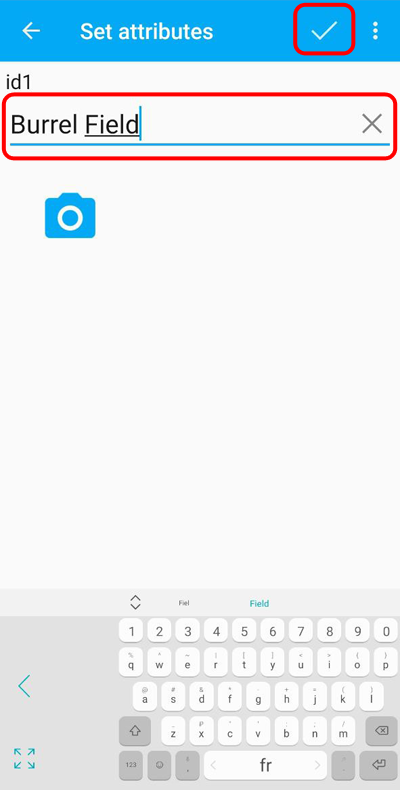 Set attributes
id1
Burrel Field
Fiel Field
1 2 3 4 5 6 7 8 9 0
q w e r t y u i o p
a s d f g h j k l
z x c v b n m
123 fr